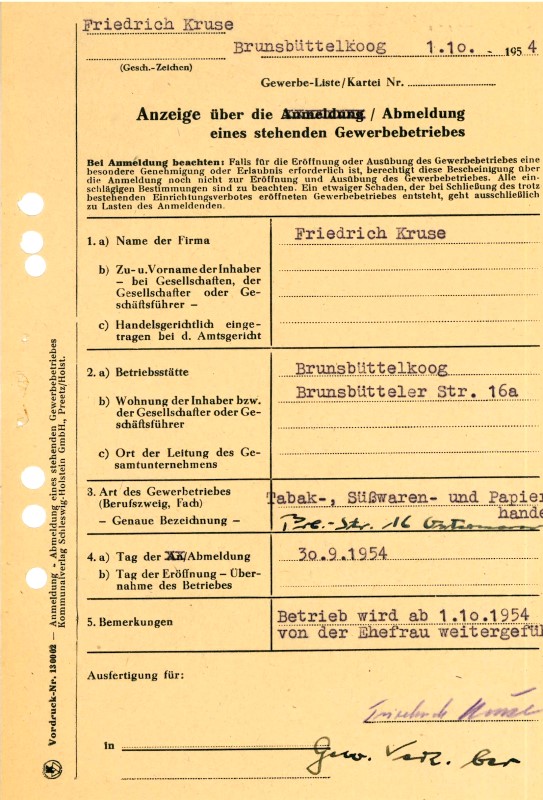 Friedrich Kruse
Brunsbüttelkoog 1.10. - 1954
(Gesch.-Zeichen)
Gewerbe-Liste/Kartei Nr.
Anzeige über die Anmeldung / Abmeldung
eines stehenden Gewerbebetriebes
Bei Anmeldung beachten: Falls für die Eröffnung oder Ausübung des Gewerbebetriebes eine
besondere Genehmigung oder Erlaubnis erforderlich ist, berechtigt diese Bescheinigung über
die Anmeldung noch nicht zur Eröffnung und Ausübung des Gewerbebetriebes. Alle ein-
schlägigen Bestimmungen sind zu beachten. Ein etwaiger Schaden, der bei Schließung des trotz
bestehenden Einrichtungsverbotes eröffneten Gewerbebetriebes entsteht, geht ausschließlich
zu Lasten des Anmeldenden.
1. a) Name der Firma
Friedrich Kruse
b) Zu- u. Vorname der Inhaber
– bei Gesellschaften, der
Gesellschafter oder Ge-
schäftsführer –
c) Handelsgerichtlich einge-
tragen bei d. Amtsgericht
2. a) Betriebsstätte
Brunsbüttelkoog
b) Wohnung der Inhaber bzw.
der Gesellschafter oder Ge-
schäftsführer
Brunsbütteler Str. 16a
c) Ort der Leitung des Ge-
samtunternehmens
3. Art des Gewerbebetriebes
(Berufszweig, Fach)
– Genaue Bezeichnung –
Tabak-, Süßwaren- und Papier
hande
Str. 16
4. a) Tag der XX/Abmeldung
30.9.1954
b) Tag der Eröffnung – Über-
nahme des Betriebes
5. Bemerkungen
Betrieb wird ab 1.10.1954
von der Ehefrau weitergefü
Ausfertigung für:
Kruse
in
Gew. Verz. ber
Vordruck-Nr. 130002 — Anmeldung - Abmeldung eines stehenden Gewerbebetriebes
Kommunalverlag Schleswig-Holstein GmbH., Preetz/Holst.